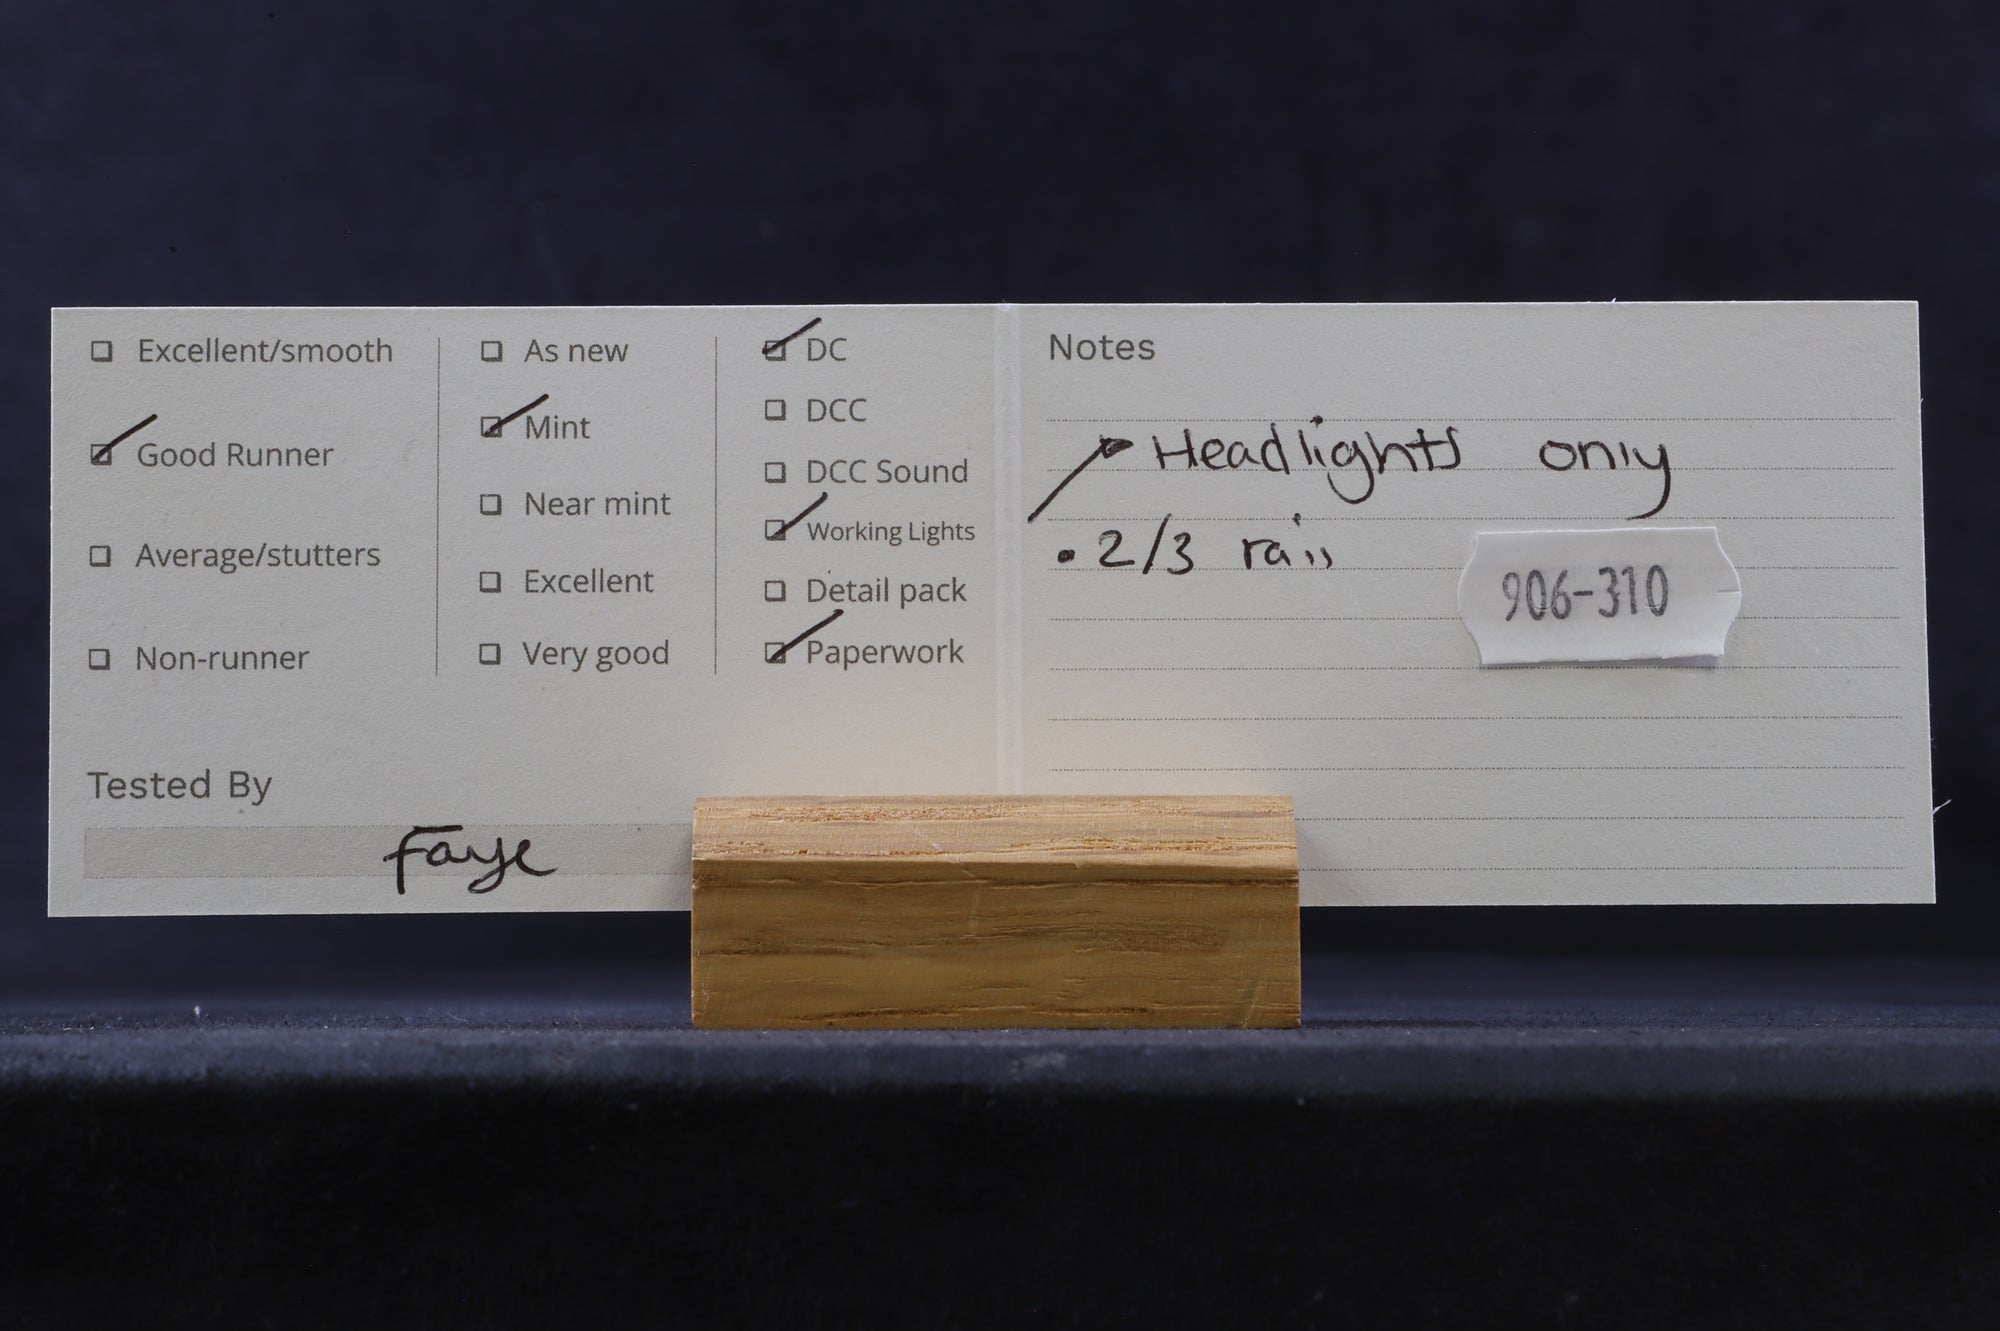 Excellent/smooth
Good Runner
Average/stutters
Non-runner
As new
Mint
Near mint
Excellent
Very good
DC
DCC
DCC Sound
Working Lights
Detail pack
Paperwork
Tested By
Faye
Notes
Headlights only
• 2/3 rail
906-310